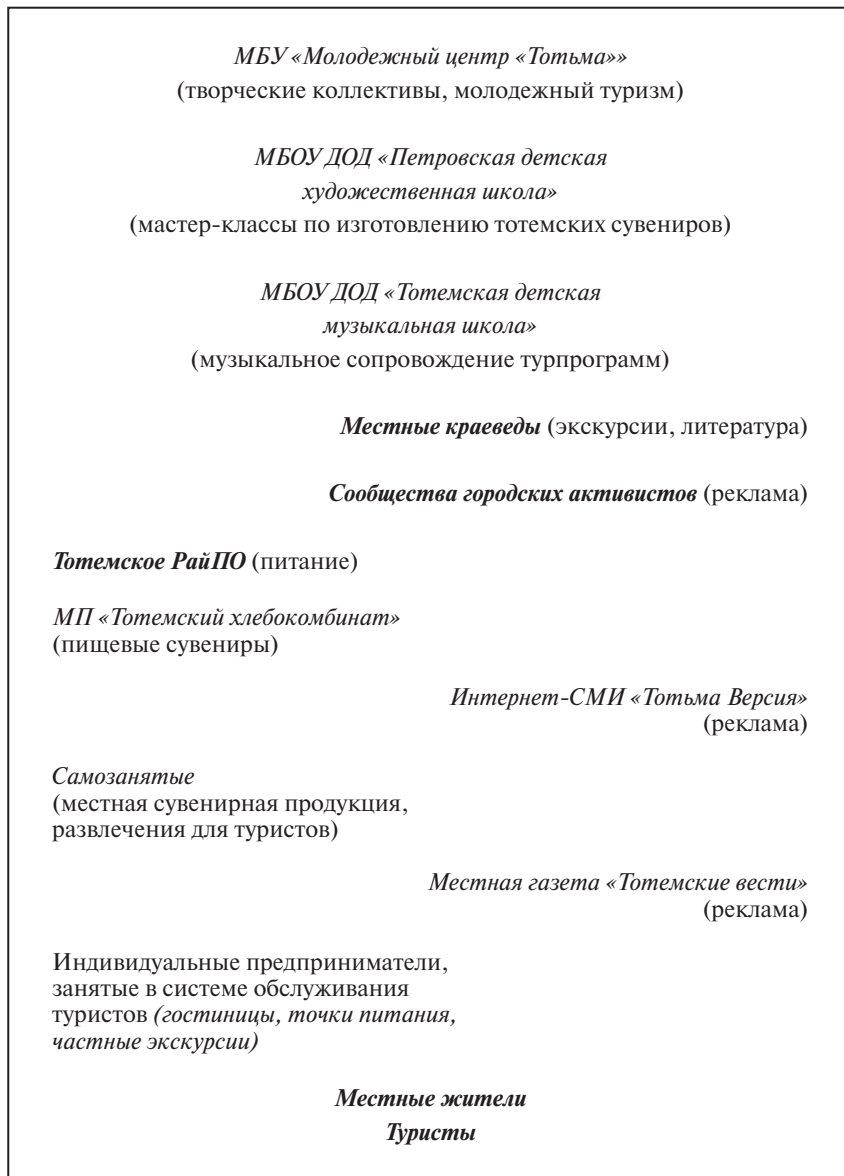 МБУ «Молодежный центр «Тотьма»»
(творческие коллективы, молодежный туризм)
МБОУ ДОД «Петровская детская
художественная школа»
(мастер-классы по изготовлению тотемских сувениров)
МБОУ ДОД «Тотемская детская
музыкальная школа»
(музыкальное сопровождение турпрограмм)
Местные краеведы (экскурсии, литература)
Сообщества городских активистов (реклама)
Тотемское РайПО (питание)
МП «Тотемский хлебокомбинат»
(пищевые сувениры)
Интернет-СМИ «Тотьма Версия»
(реклама)
Самозанятые
(местная сувенирная продукция,
развлечения для туристов)
Местная газета «Тотемские вести»
(реклама)
Индивидуальные предприниматели,
занятые в системе обслуживания
туристов (гостиницы, точки питания,
частные экскурсии)
Местные жители
Туристы